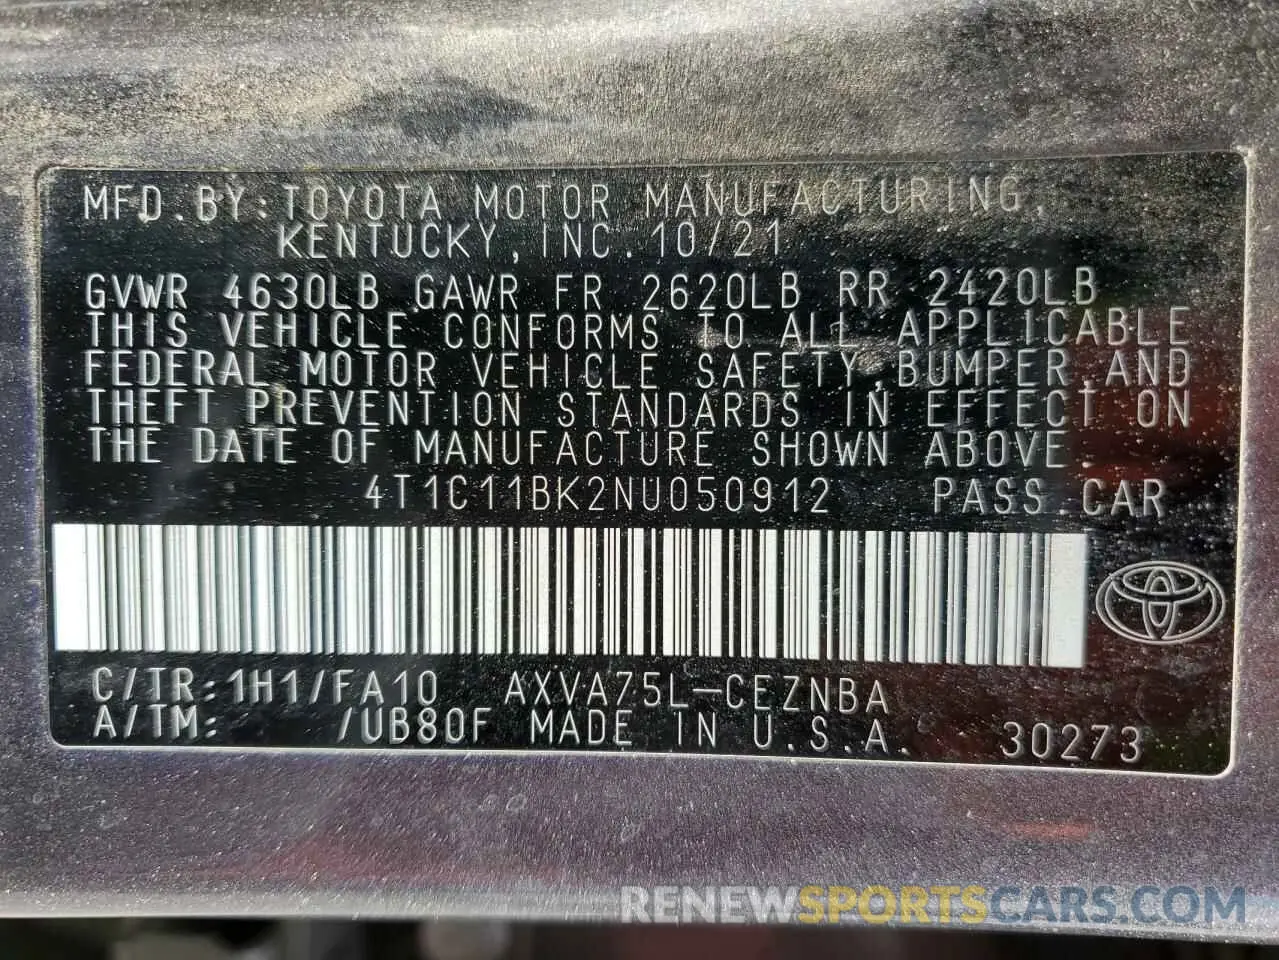 MFD.BY:TOYOTA MOTOR MANUFACTURING,
KENTUCKY,INC.10/21
GVWR 4630LB GAWR FR 2620LB RR 2420LB
THIS VEHICLE CONFORMS TO ALL APPLICABLE
FEDERAL MOTOR VEHICLE SAFETY,BUMPER,AND
THEFT PREVENTION STANDARDS IN EFFECT ON
THE DATE OF MANUFACTURE SHOWN ABOVE.
4T1C11BK2NU050912 PASS.CAR
C/TR:1H1/FA10 AXVA75L-CEZNBA
A/TM: /UB80F MADE IN U.S.A. 30273
RENEWSPORTSCARS.COM